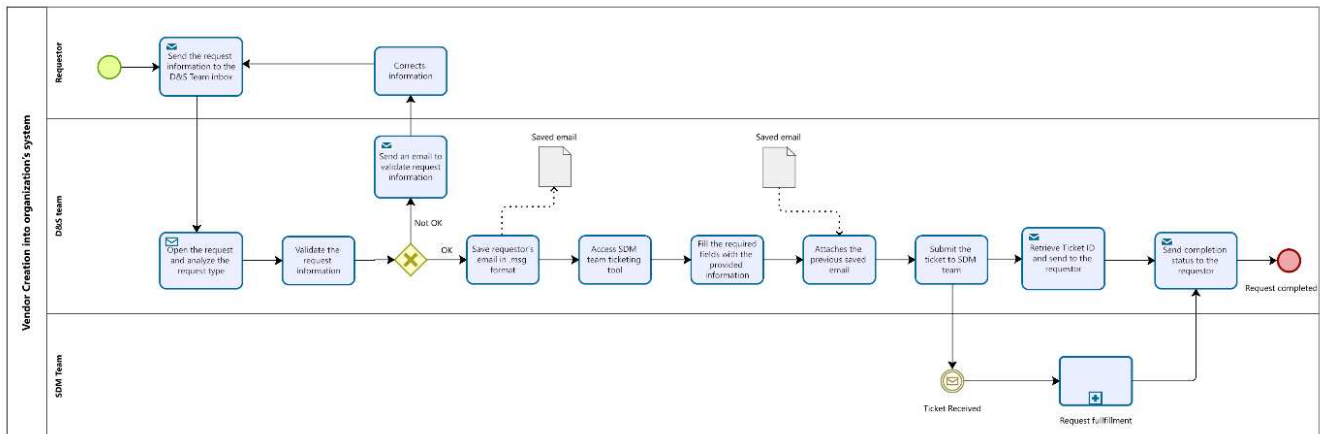 Vendor Creation into organization's system
Requestor
Send the request
information to the
D&S Team inbox
Corrects
information
D&S team
Send an email to
validate request
information
Saved email
Saved email
Not OK
OK
Open the request
and analyze the
request type
Validate the
request
information
Save requestor's
email in .msg
format
Access SDM
team ticketing
tool
Fill the required
fields with the
provided
information
Attaches the
previous saved
email
Submit the
ticket to SDM
team
Retrieve Ticket ID
and send to the
requestor
Send completion
status to the
requestor
Request completed
SDM Team
Ticket Received
Request fullfillment